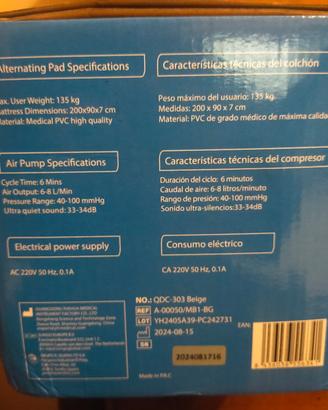 Alternating Pad Specifications
Max. User Weight: 135 kg
Mattress Dimensions: 200x90x7 cm
Material: Medical PVC high quality
Air Pump Specifications
Cycle Time: 6 Mins
Air Output: 6-8 L/Min
Pressure Range: 40-100 mmHg
Ultra quiet sound: 33-34dB
Electrical power supply
AC 220V 50 Hz, 0.1A
Características técnicas del colchón
Peso máximo del usuario: 135 kg
Medidas: 200 x 90 x 7 cm
Material: PVC de grado médico de máxima calida
Características técnicas del compresor
Duración del ciclo: 6 minutos
Caudal de aire: 6-8 litros/minuto
Rango de presión: 40-100 mmHg
Sonido ultra-silencios:33-34dB
Consumo eléctrico
CA 220V 50 Hz, 0.1A
NO.: QDC-303 Beige
REF A-00050/MB1-BG
LOT YH2405A39-PC242731
2024-08-15
EAN:
SN
2024081716
Made in P.R.C